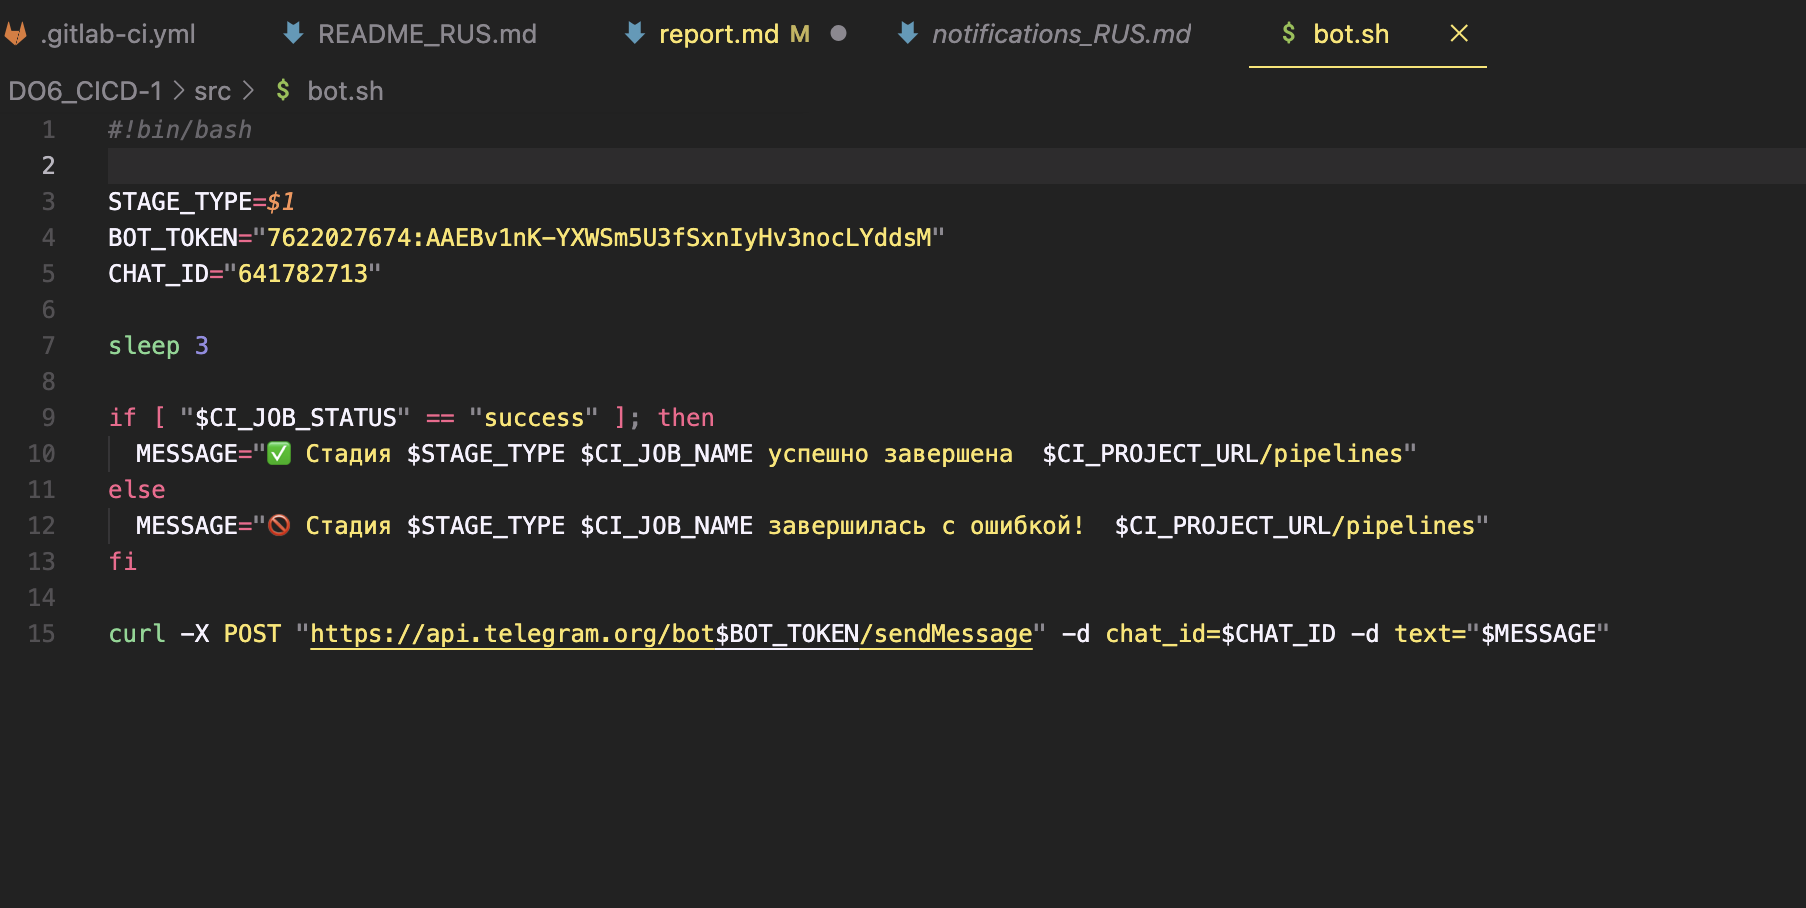 .gitlab-ci.yml README_RUS.md report.md M notifications_RUS.md $ bot.sh
DO6_CICD-1 > src > $ bot.sh
1 #!bin/bash
2
3 STAGE_TYPE=$1
4 BOT_TOKEN="7622027674:AAEBv1nK-YXWSm5U3fSxnIyHv3nocLYddsM"
5 CHAT_ID="641782713"
6
7 sleep 3
8
9 if [ "$CI_JOB_STATUS" == "success" ]; then
10 MESSAGE="✅ Стадия $STAGE_TYPE $CI_JOB_NAME успешно завершена  $CI_PROJECT_URL/pipelines"
11 else
12 MESSAGE="🚫 Стадия $STAGE_TYPE $CI_JOB_NAME завершилась с ошибкой!  $CI_PROJECT_URL/pipelines"
13 fi
14
15 curl -X POST "https://api.telegram.org/bot$BOT_TOKEN/sendMessage" -d chat_id=$CHAT_ID -d text="$MESSAGE"